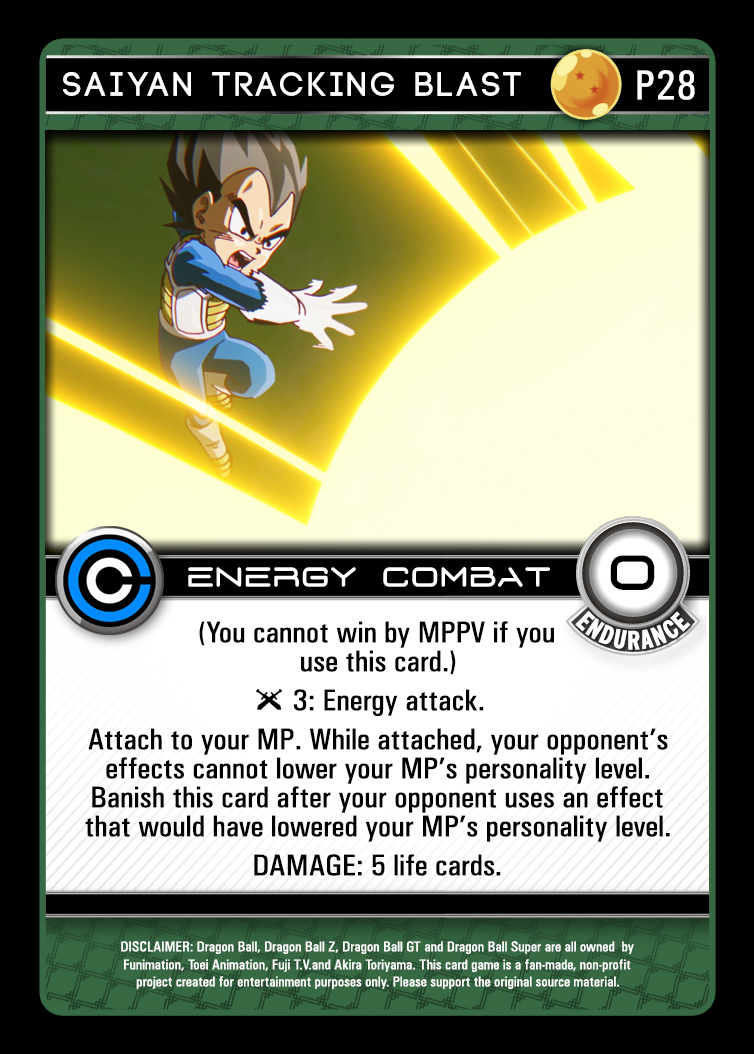 SAIYAN TRACKING BLAST P28
ENERGY COMBAT
0
ENDURANCE
(You cannot win by MPPV if you
use this card.)
3: Energy attack.
Attach to your MP. While attached, your opponent's
effects cannot lower your MP's personality level.
Banish this card after your opponent uses an effect
that would have lowered your MP's personality level.
DAMAGE: 5 life cards.
DISCLAIMER: Dragon Ball, Dragon Ball Z, Dragon Ball GT and Dragon Ball Super are all owned by
Funimation, Toei Animation, Fuji T.V.and Akira Toriyama. This card game is a fan-made, non-profit
project created for entertainment purposes only. Please support the original source material.